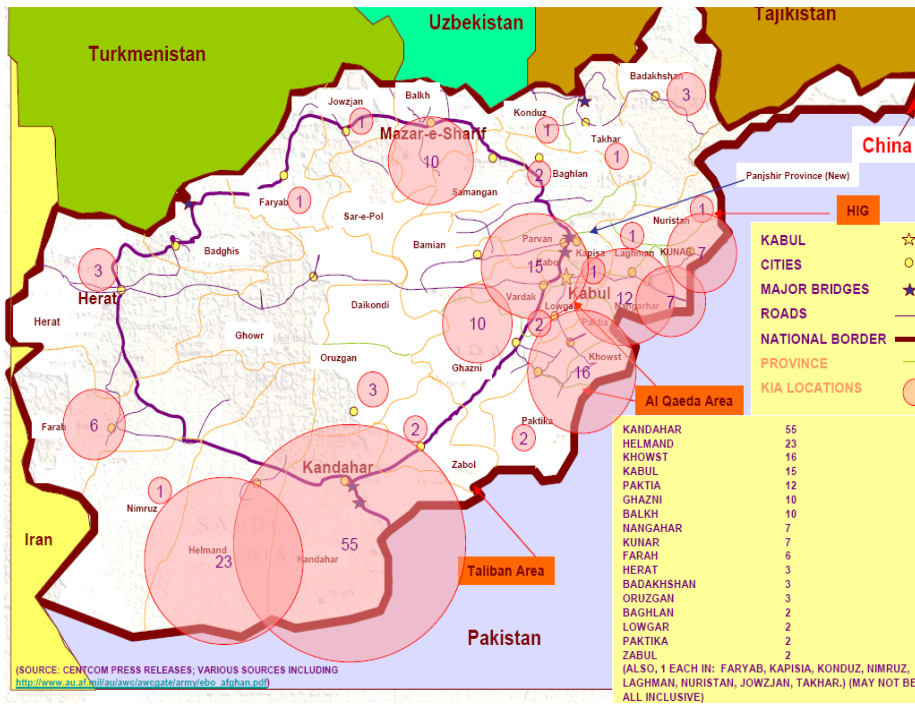 Uzbekistan
Tajikistan
Turkmenistan
Badakhshan
3
Balkh
Jowzjan
Konduz
1
1
Mazar-e-Sharif
Takhar
China
10
1
2
Baghlan
Panjshir Province (New)
Samangan
Faryab
1
Nuristan
1
HIG
Sar-e-Pol
Parvan
1
Badghis
Bamian
Kapisa
Laghman
KUNAR
7
3
15
1
Herat
Vardak
Kabul
12
7
Nangarhar
Lowgar
Daikondi
Herat
10
2
Paktia
Ghowr
Oruzgan
Khowst
Ghazni
16
3
Al Qaeda Area
Farah
6
2
2
Paktika
Kandahar
Zabol
1
Nimruz
Iran
55
Helmand
23
Kandahar
Taliban Area
Pakistan
KABUL
CITIES
MAJOR BRIDGES
ROADS
NATIONAL BORDER
PROVINCE
KIA LOCATIONS
KANDAHAR 55
HELMAND 23
KHOWST 16
KABUL 15
PAKTIA 12
GHAZNI 10
BALKH 10
NANGAHAR 7
KUNAR 7
FARAH 6
HERAT 3
BADAKHSHAN 3
ORUZGAN 3
BAGHLAN 2
LOWGAR 2
PAKTIKA 2
ZABUL 2
(ALSO, 1 EACH IN: FARYAB, KAPISIA, KONDUZ, NIMRUZ,
LAGHMAN, NURISTAN, JOWZJAN, TAKHAR.) (MAY NOT BE
ALL INCLUSIVE)
(SOURCE: CENTCOM PRESS RELEASES; VARIOUS SOURCES INCLUDING
http://www.au.af.mil/au/awc/awcgate/army/ebo_afghan.pdf)